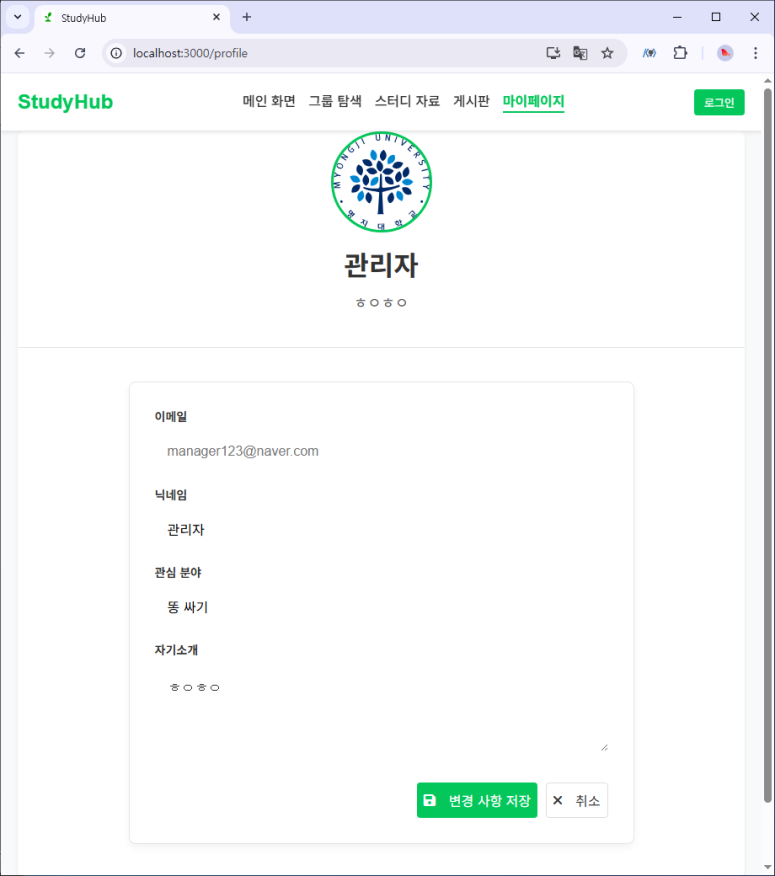 StudyHub
localhost:3000/profile
StudyHub 메인 화면 그룹 탐색 스터디 자료 게시판 마이페이지 로그인
MYONGJI UNIVERSITY
명지대학교
관리자
ㅎㅇㅎㅇ
이메일
manager123@naver.com
닉네임
관리자
관심 분야
똥 싸기
자기소개
ㅎㅇㅎㅇ
변경 사항 저장 취소